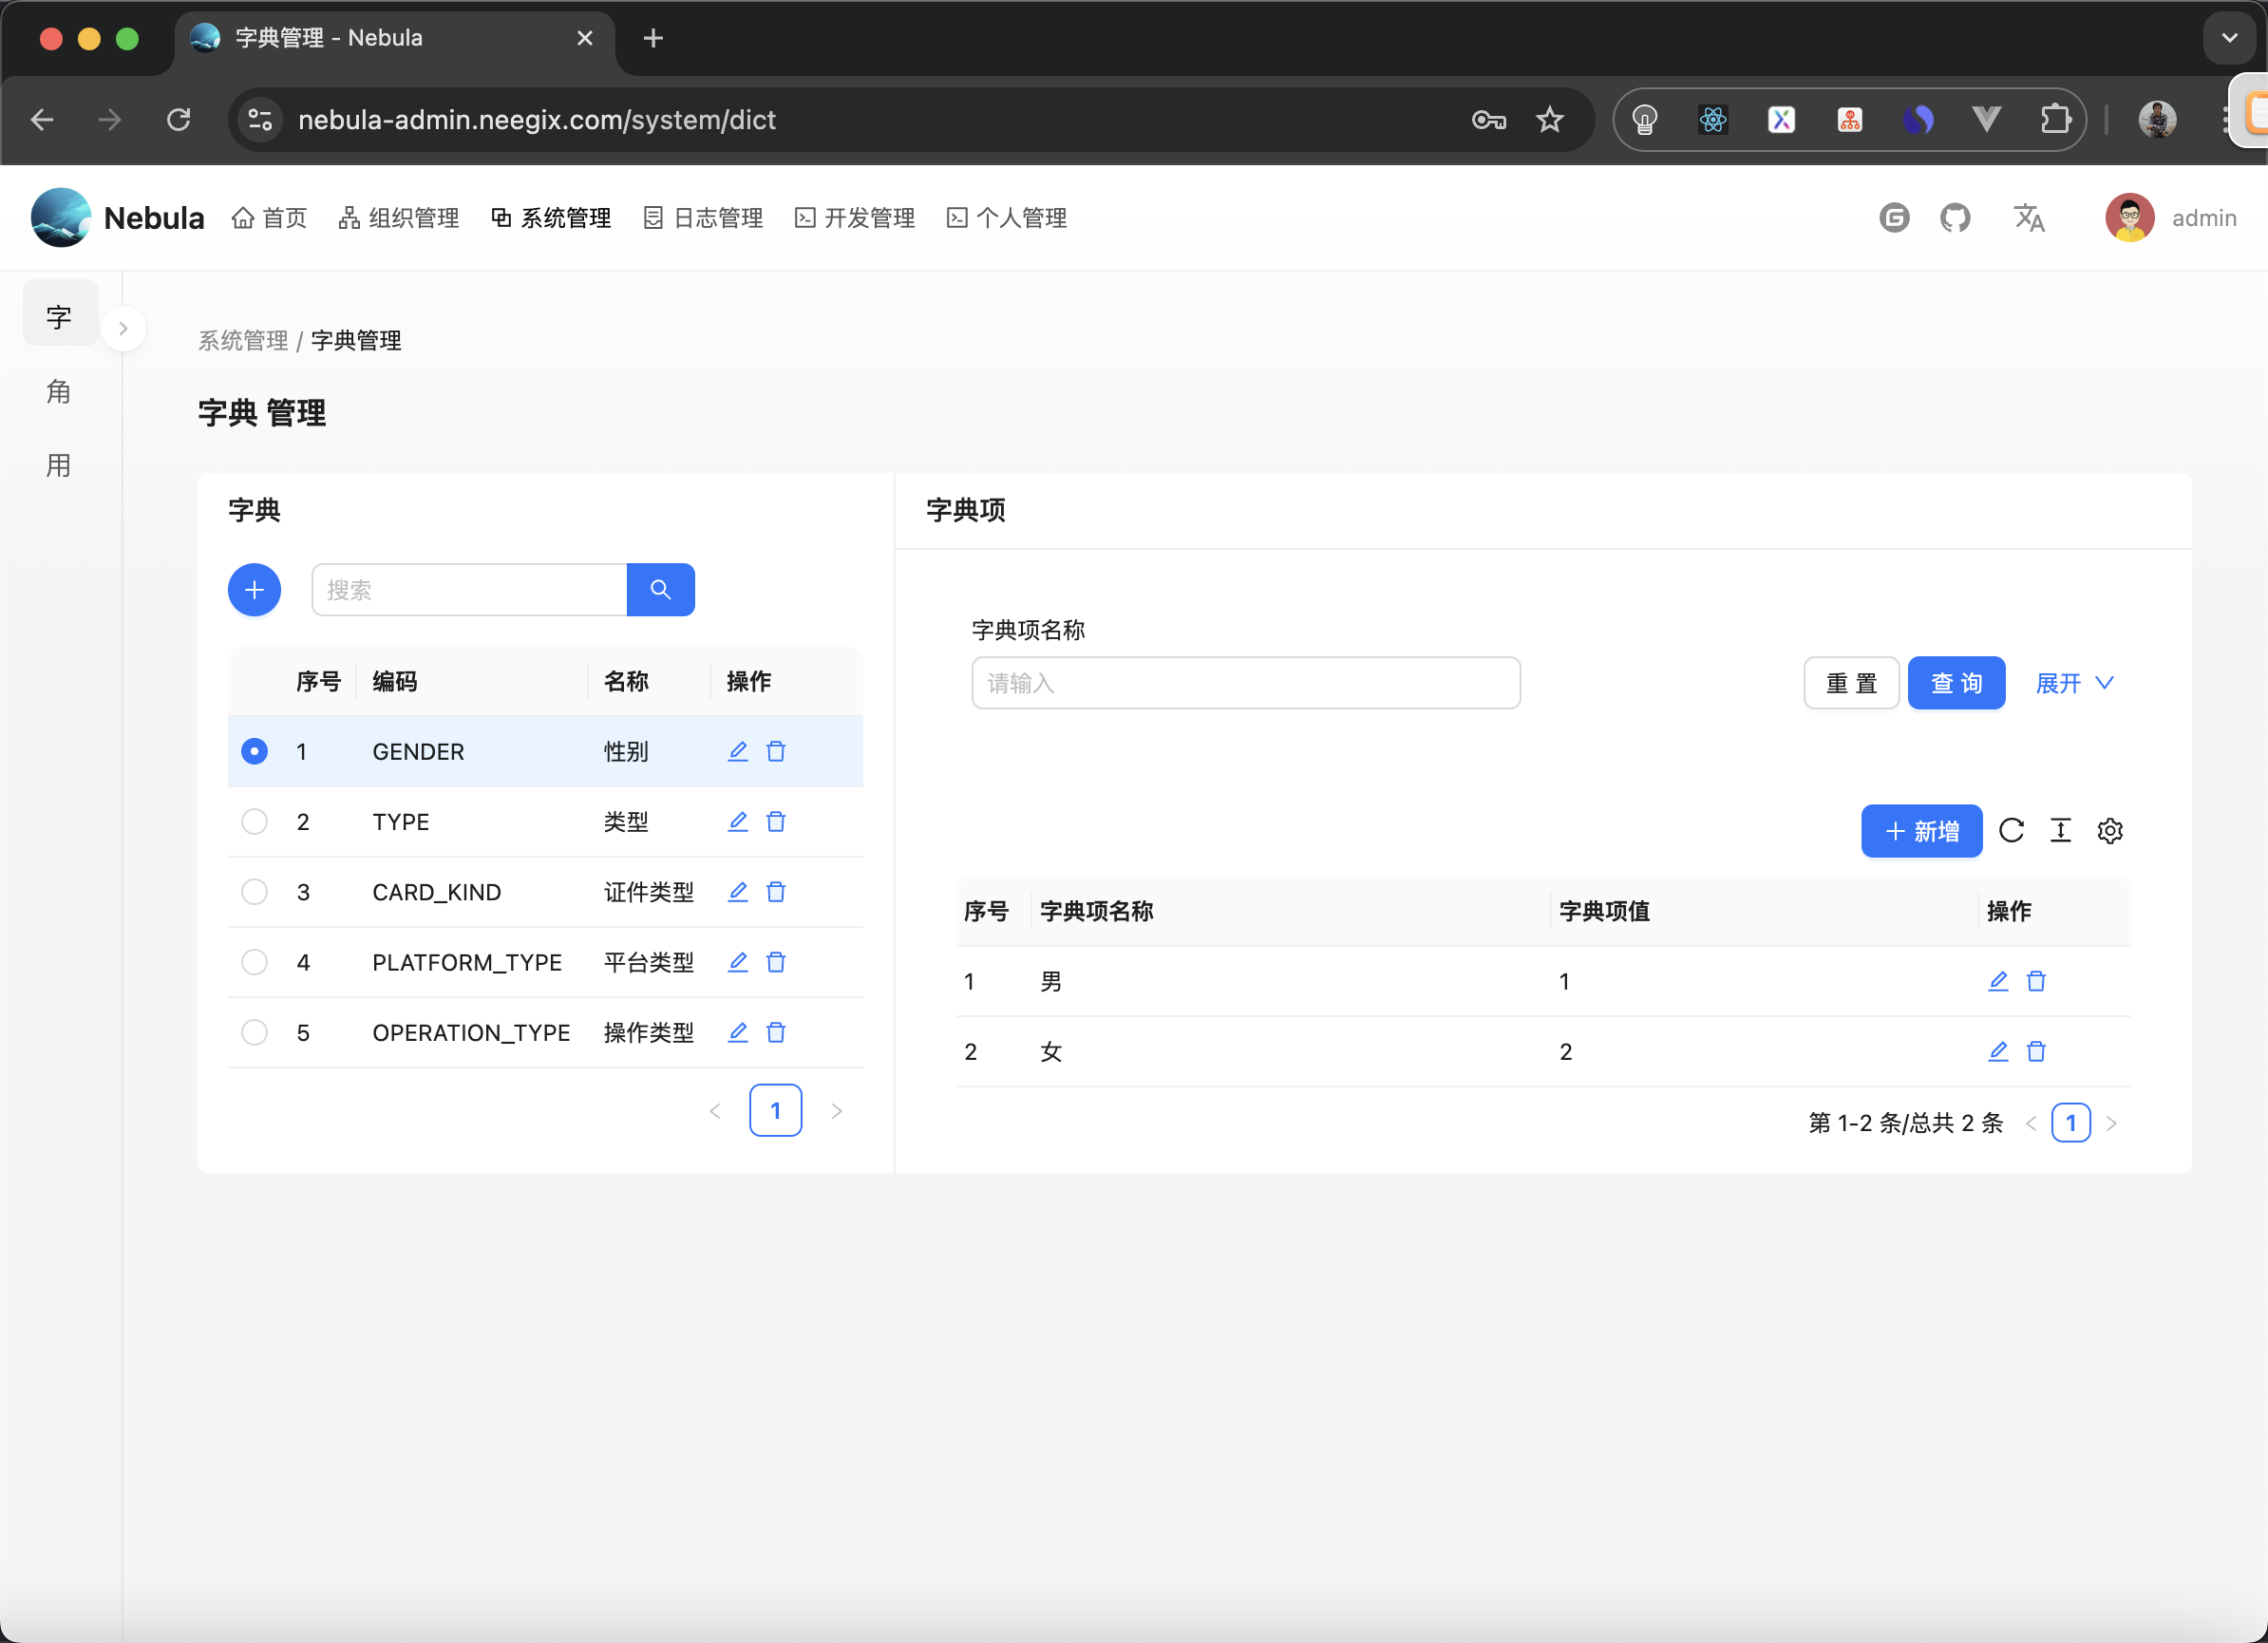 字典管理 - Nebula
nebula-admin.neegix.com/system/dict
Nebula 首页 组织管理 系统管理 日志管理 开发管理 个人管理 admin
字
角
用
系统管理 / 字典管理
字典 管理
字典
搜索
序号 编码 名称 操作
1 GENDER 性别
2 TYPE 类型
3 CARD_KIND 证件类型
4 PLATFORM_TYPE 平台类型
5 OPERATION_TYPE 操作类型
1
字典项
字典项名称
请输入 重 置 查 询 展开
新增
序号 字典项名称 字典项值 操作
1 男 1
2 女 2
第 1-2 条/总共 2 条 1